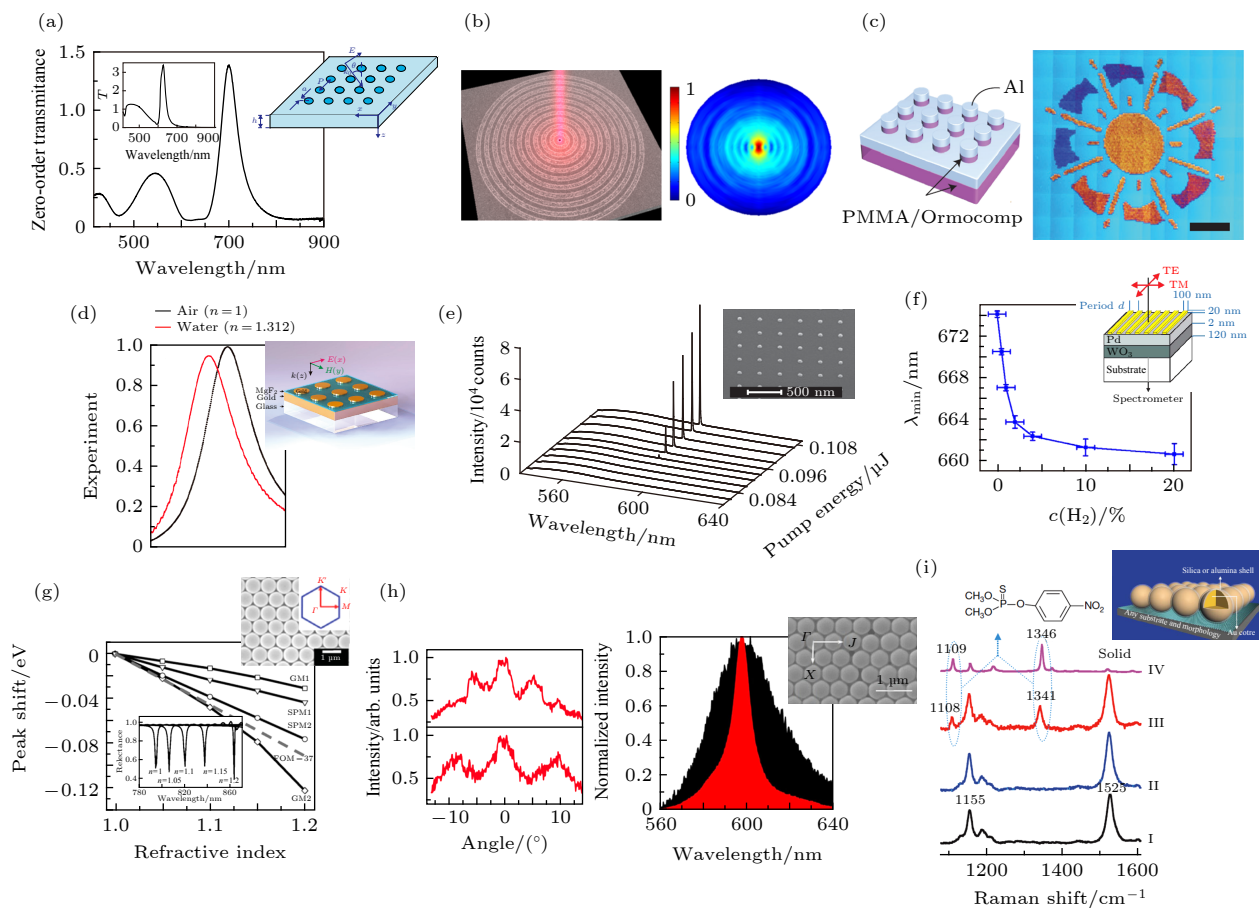 (a)
1.5
1.0
0.5
0
Zero-order transmitance
500
700
900
Wavelength/nm
3
2
1
0
T
500
700
900
Wavelength/nm
E
θ
P
a
x
y
h
z
(b)
1
0
(c)
Al
PMMA/Ormocomp
(d)
Air (n=1)
Water (n=1.312)
1.0
0.8
0.6
0.4
0.2
0
Experiment
E(x)
H(y)
k(z)
MgF2
Gold
Glass
(e)
8
6
4
2
0
Intensity/10⁴ counts
560
600
640
Wavelength/nm
0.108
0.096
0.084
Pump energy/μJ
500 nm
(f)
672
668
664
660
λmin/nm
0
10
20
c(H2)/%
TE
TM
Period d
100 nm
20 nm
2 nm
120 nm
Pd
WO3
Substrate
Spectrometer
(g)
0
−0.04
−0.08
−0.12
Peak shift/eV
1.0
1.1
1.2
Refractive index
GM1
SPM1
SPM2
FOM=37
GM2
1.0
0.8
0.6
0.4
Relectance
n=1
n=1.05
n=1.1
n=1.15
n=1.2
780
820
860
Wavelength/nm
K′
K
Γ
M
1 μm
(h)
1.0
0.5
1.0
0.5
Intensity/arb. units
−10
0
10
Angle/(°)
1.0
0.8
0.6
0.4
0.2
0
Normalized intensity
560
600
640
Wavelength/nm
Γ
J
X
1 μm
(i)
Silica or alumina shell
Any substrate and morphology
Au cotre
CH3O
CH3O
S
P
O
NO2
1109
1346
Solid
IV
1108
1341
III
II
1155
1525
I
1200
1400
1600
Raman shift/cm⁻¹